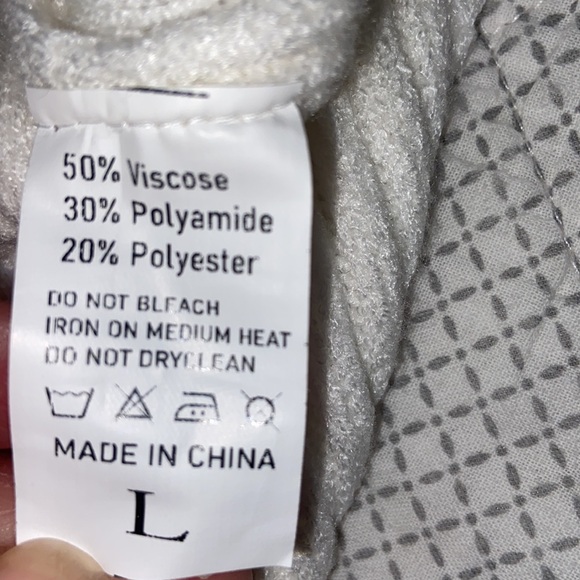 50% Viscose
30% Polyamide
20% Polyester
DO NOT BLEACH
IRON ON MEDIUM HEAT
DO NOT DRYCLEAN
MADE IN CHINA
L